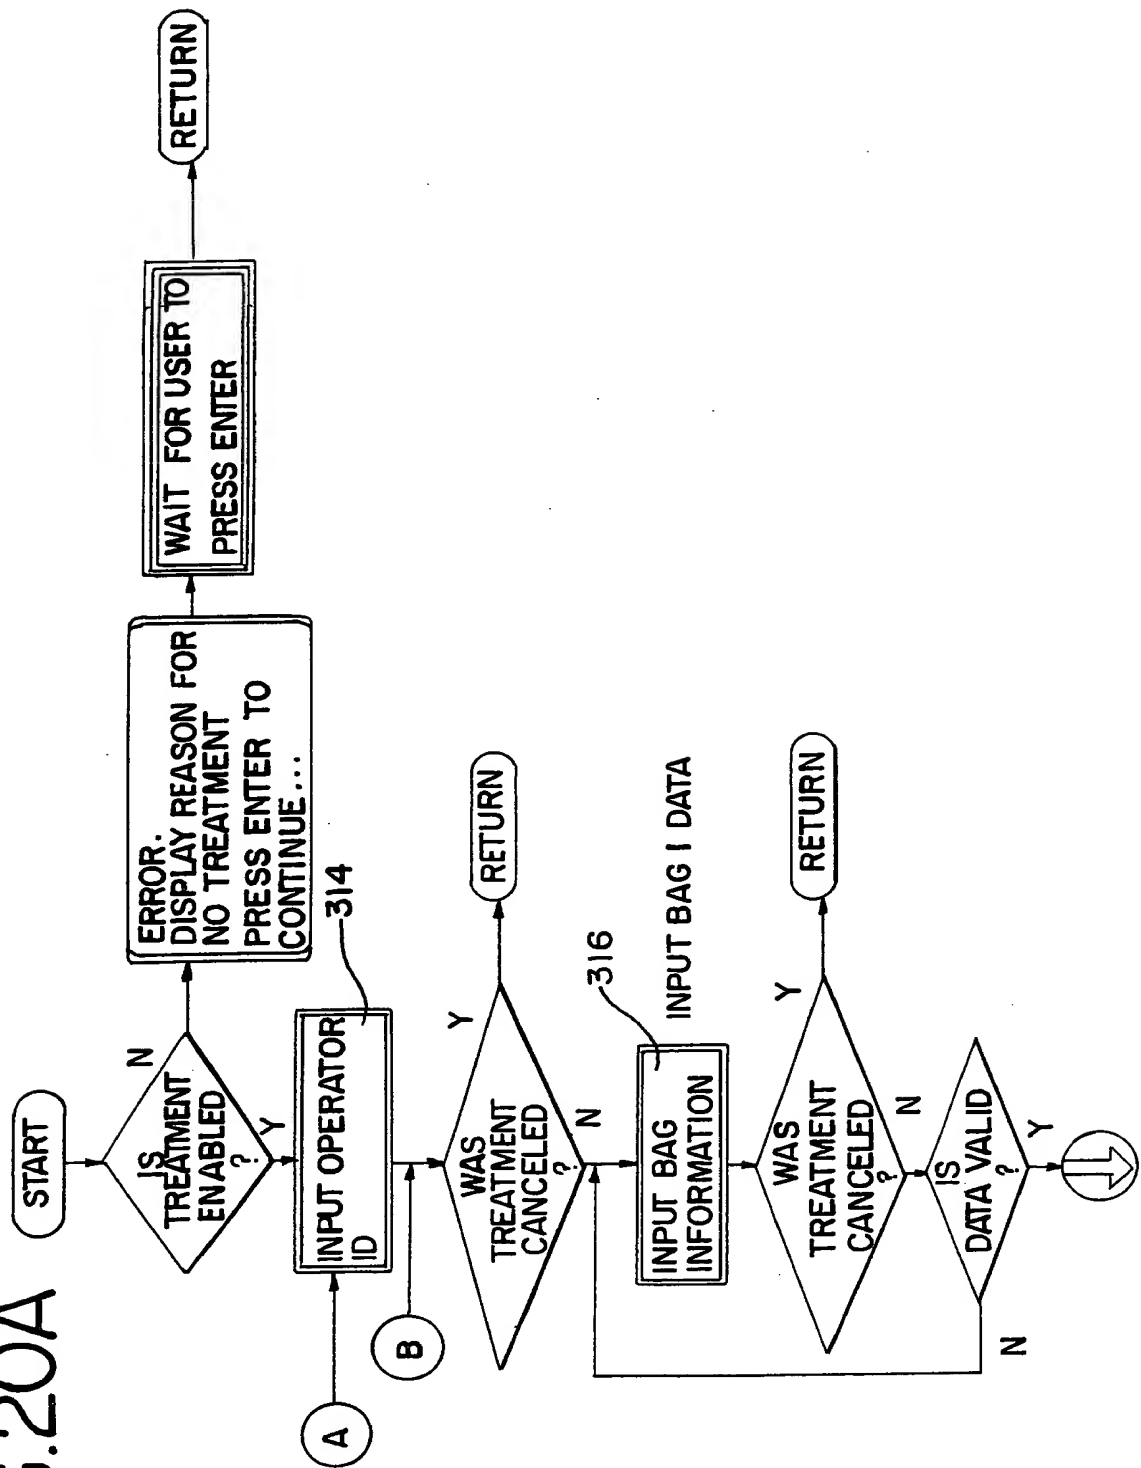 G.20A
START
IS
TREATMENT
ENABLED
?
N
Y
ERROR.
DISPLAY REASON FOR
NO TREATMENT
PRESS ENTER TO
CONTINUE...
WAIT FOR USER TO
PRESS ENTER
RETURN
A
INPUT OPERATOR
ID
314
B
WAS
TREATMENT
CANCELED
?
Y
N
RETURN
316
INPUT BAG
INFORMATION
INPUT BAG 1 DATA
WAS
TREATMENT
CANCELED
?
Y
N
RETURN
IS
DATA VALID
?
Y
N